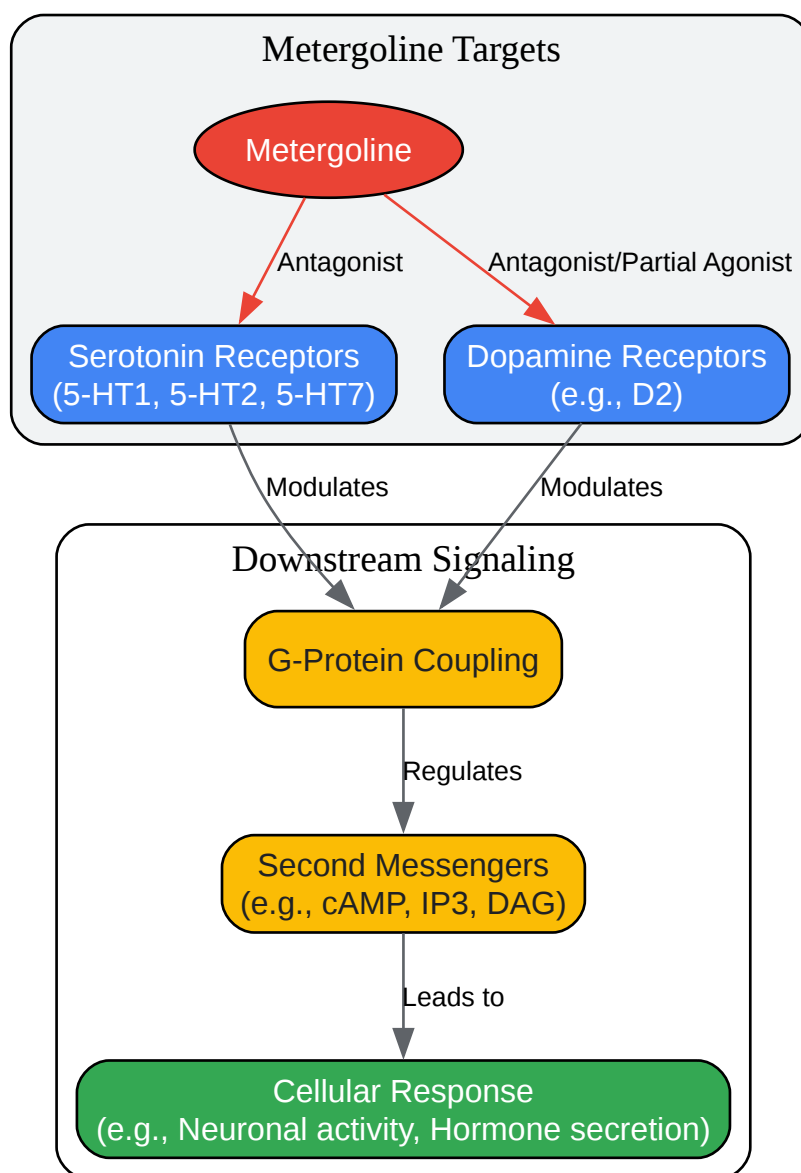 Metergoline Targets
Metergoline
Antagonist
Antagonist/Partial Agonist
Serotonin Receptors
(5-HT1, 5-HT2, 5-HT7)
Dopamine Receptors
(e.g., D2)
Modulates
Modulates
Downstream Signaling
G-Protein Coupling
Regulates
Second Messengers
(e.g., cAMP, IP3, DAG)
Leads to
Cellular Response
(e.g., Neuronal activity, Hormone secretion)